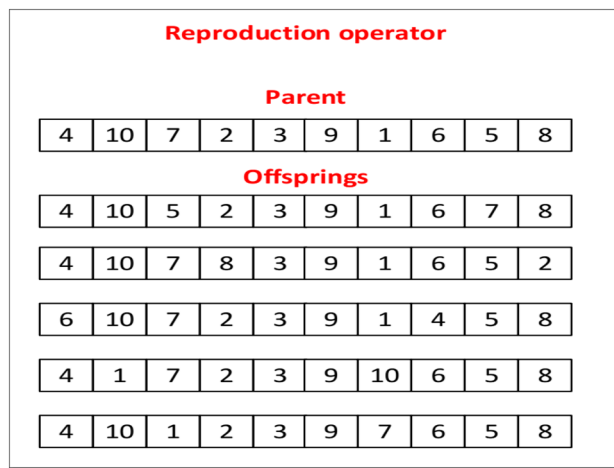 Reproduction operator
Parent
4 10 7 2 3 9 1 6 5 8
Offsprings
4 10 5 2 3 9 1 6 7 8
4 10 7 8 3 9 1 6 5 2
6 10 7 2 3 9 1 4 5 8
4 1 7 2 3 9 10 6 5 8
4 10 1 2 3 9 7 6 5 8